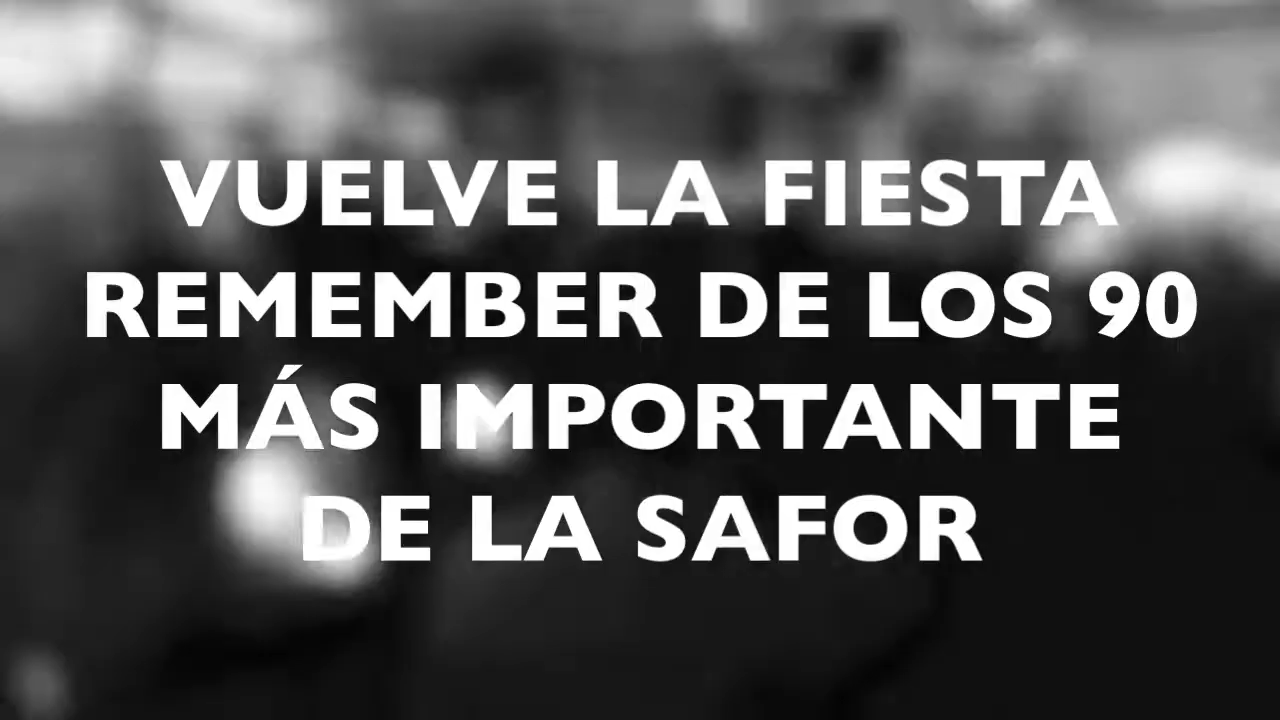 VUELVE LA FIESTA
REMEMBER DE LOS 90
MÁS IMPORTANTE
DE LA SAFOR